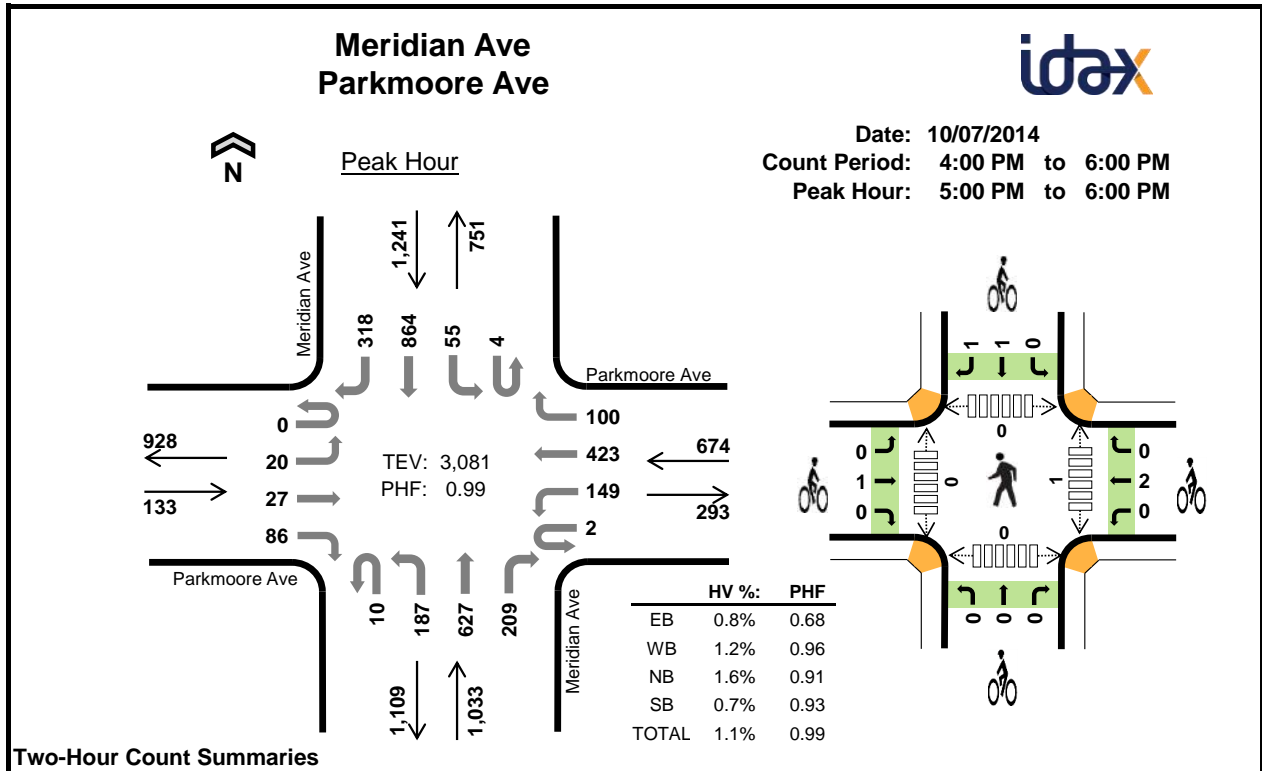 Meridian Ave
Parkmoore Ave
idax
Date: 10/07/2014
Count Period: 4:00 PM to 6:00 PM
Peak Hour: 5:00 PM to 6:00 PM
N
Peak Hour
1,241
751
Meridian Ave
318
864
55
4
Parkmoore Ave
0
20
27
86
928
133
TEV: 3,081
PHF: 0.99
100
423
149
2
674
293
Parkmoore Ave
10
187
627
209
Meridian Ave
1,109
1,033
HV %: PHF
EB 0.8% 0.68
WB 1.2% 0.96
NB 1.6% 0.91
SB 0.7% 0.93
TOTAL 1.1% 0.99
1 1 0
0
0
1
0
0
1
0
2
0
0
0 0 0
Two-Hour Count Summaries